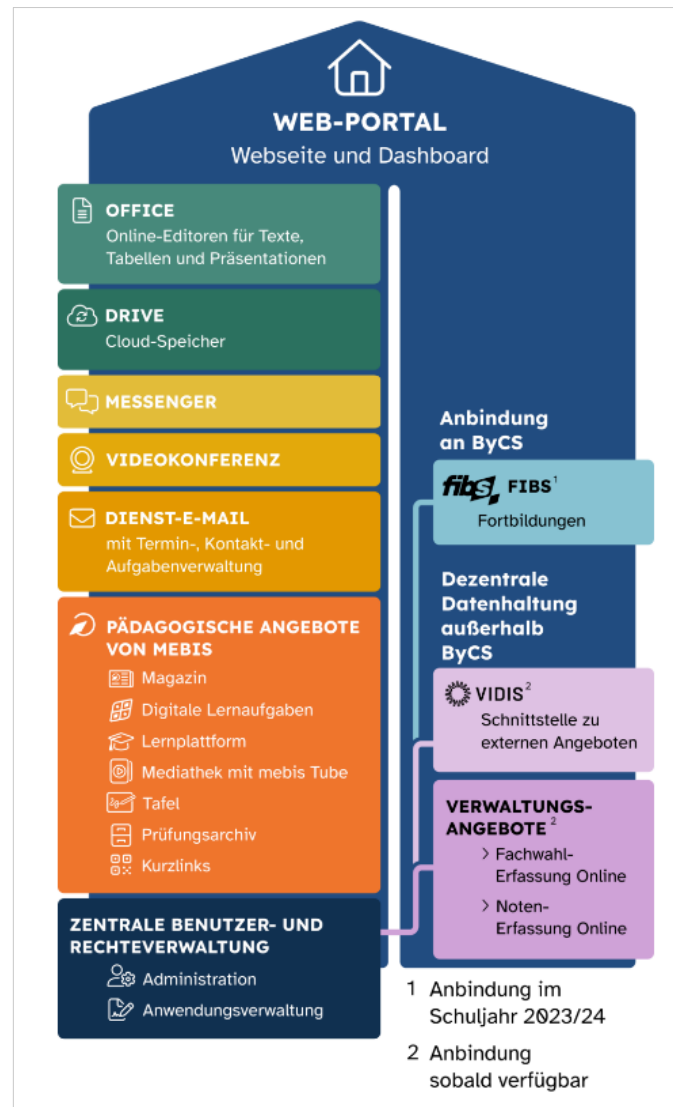 WEB-PORTAL
Webseite und Dashboard
OFFICE
Online-Editoren für Texte,
Tabellen und Präsentationen
DRIVE
Cloud-Speicher
MESSENGER
VIDEOKONFERENZ
DIENST-E-MAIL
mit Termin-, Kontakt- und
Aufgabenverwaltung
PÄDAGOGISCHE ANGEBOTE
VON MEBIS
Magazin
Digitale Lernaufgaben
Lernplattform
Mediathek mit mebis Tube
Tafel
Prüfungsarchiv
Kurzlinks
ZENTRALE BENUTZER- UND
RECHTEVERWALTUNG
Administration
Anwendungsverwaltung
Anbindung
an ByCS
fibs FIBS¹
Fortbildungen
Dezentrale
Datenhaltung
außerhalb
ByCS
VIDIS²
Schnittstelle zu
externen Angeboten
VERWALTUNGS-
ANGEBOTE²
> Fachwahl-
Erfassung Online
> Noten-
Erfassung Online
1 Anbindung im
Schuljahr 2023/24
2 Anbindung
sobald verfügbar